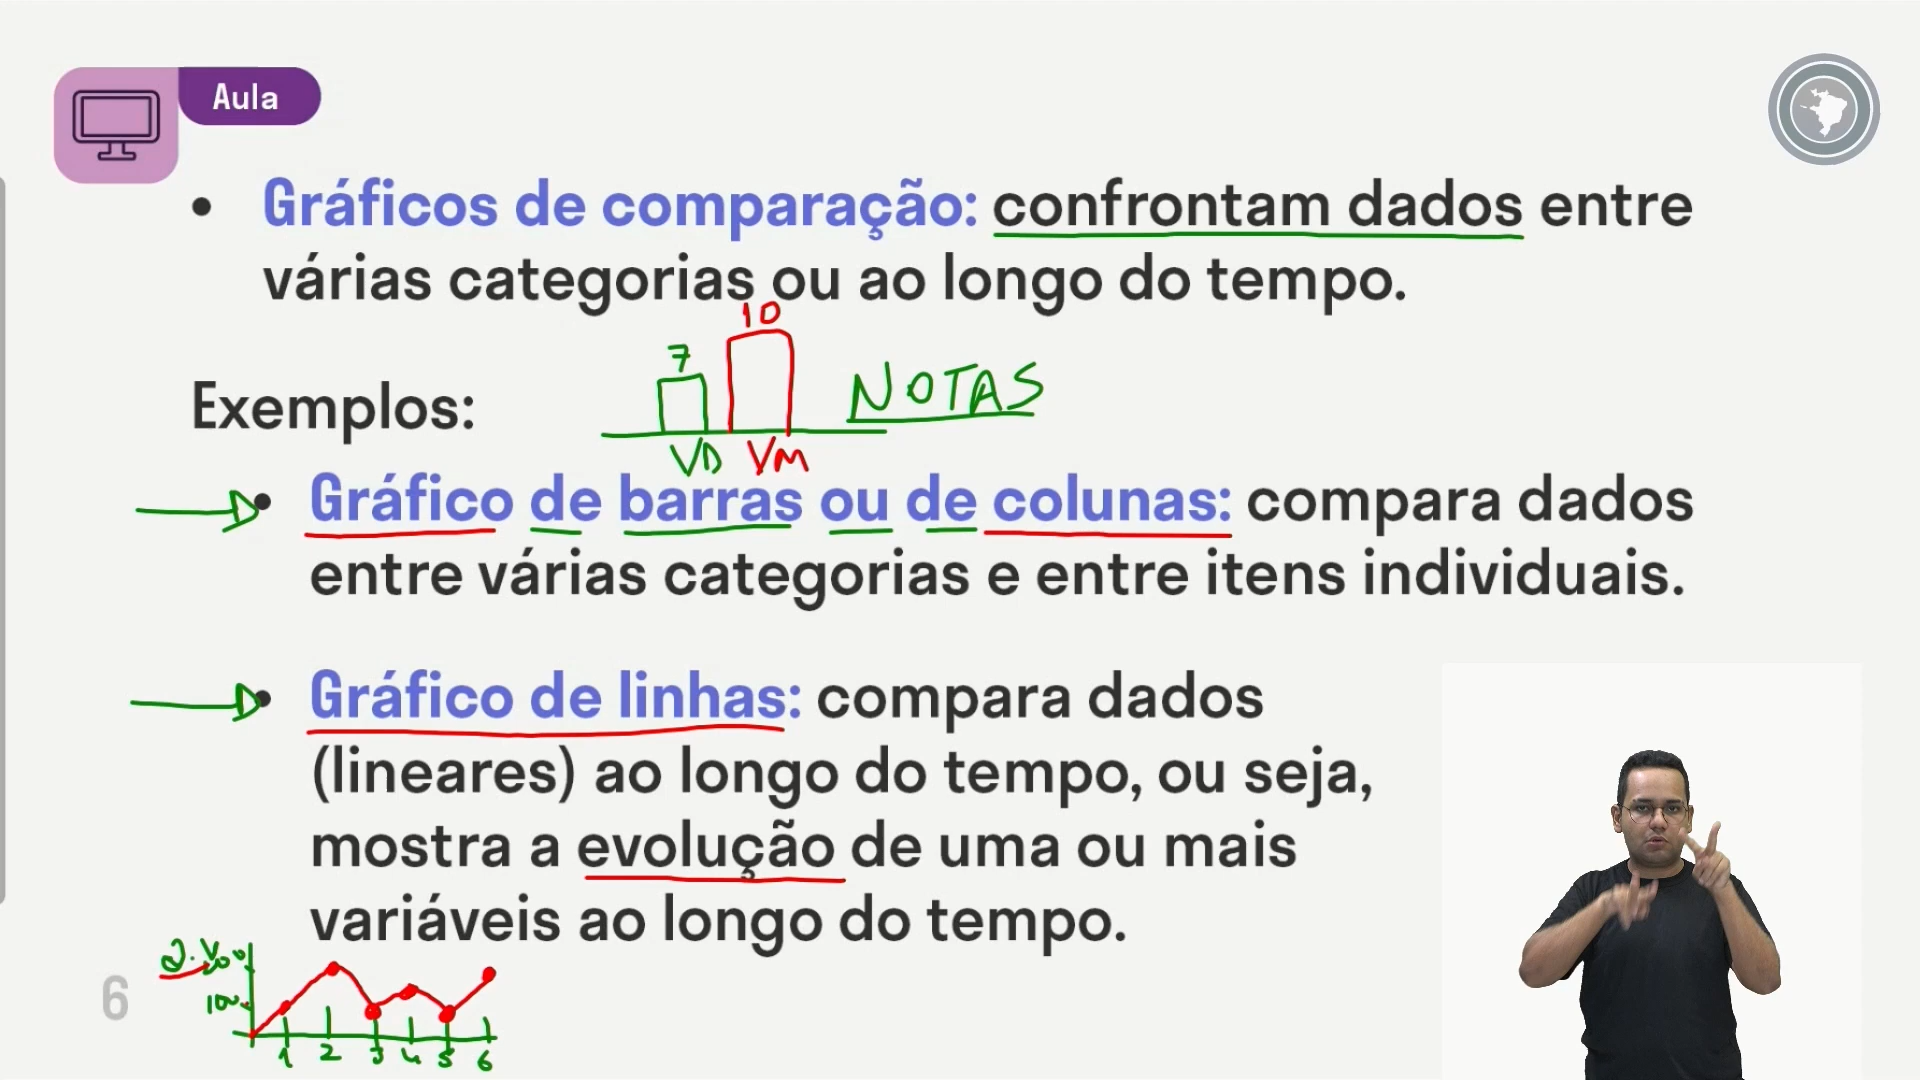 Aula
• Gráficos de comparação: confrontam dados entre
várias categorias ou ao longo do tempo.
7 10
NOTAS
Exemplos:
VD VM
• Gráfico de barras ou de colunas: compara dados
entre várias categorias e entre itens individuais.
• Gráfico de linhas: compara dados
(lineares) ao longo do tempo, ou seja,
mostra a evolução de uma ou mais
variáveis ao longo do tempo.
6
1 2 3 4 5 6